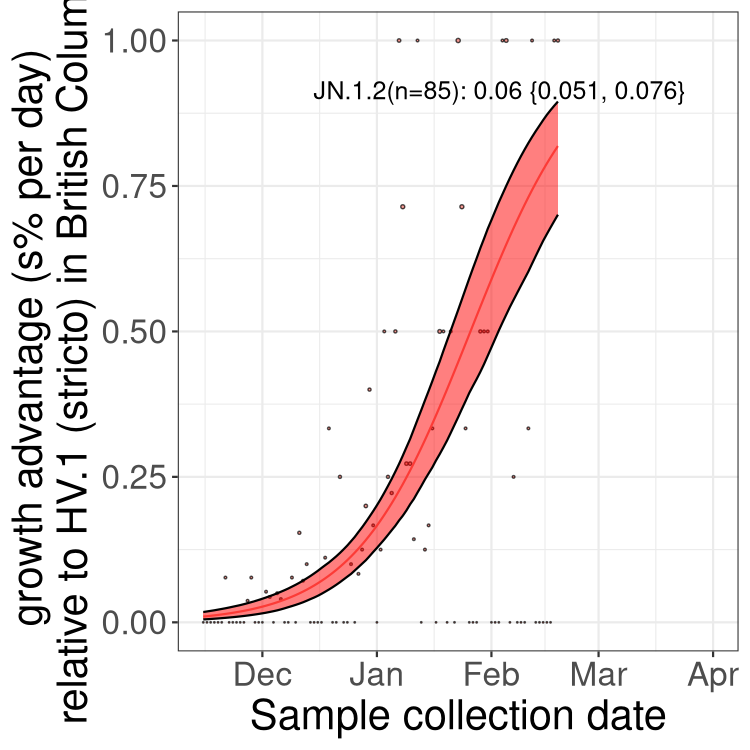 growth advantage (s% per day)
relative to HV.1 (stricto) in British Colum
1.00
0.75
0.50
0.25
0.00
JN.1.2(n=85): 0.06 {0.051, 0.076}
Dec
Jan
Feb
Mar
Apr
Sample collection date